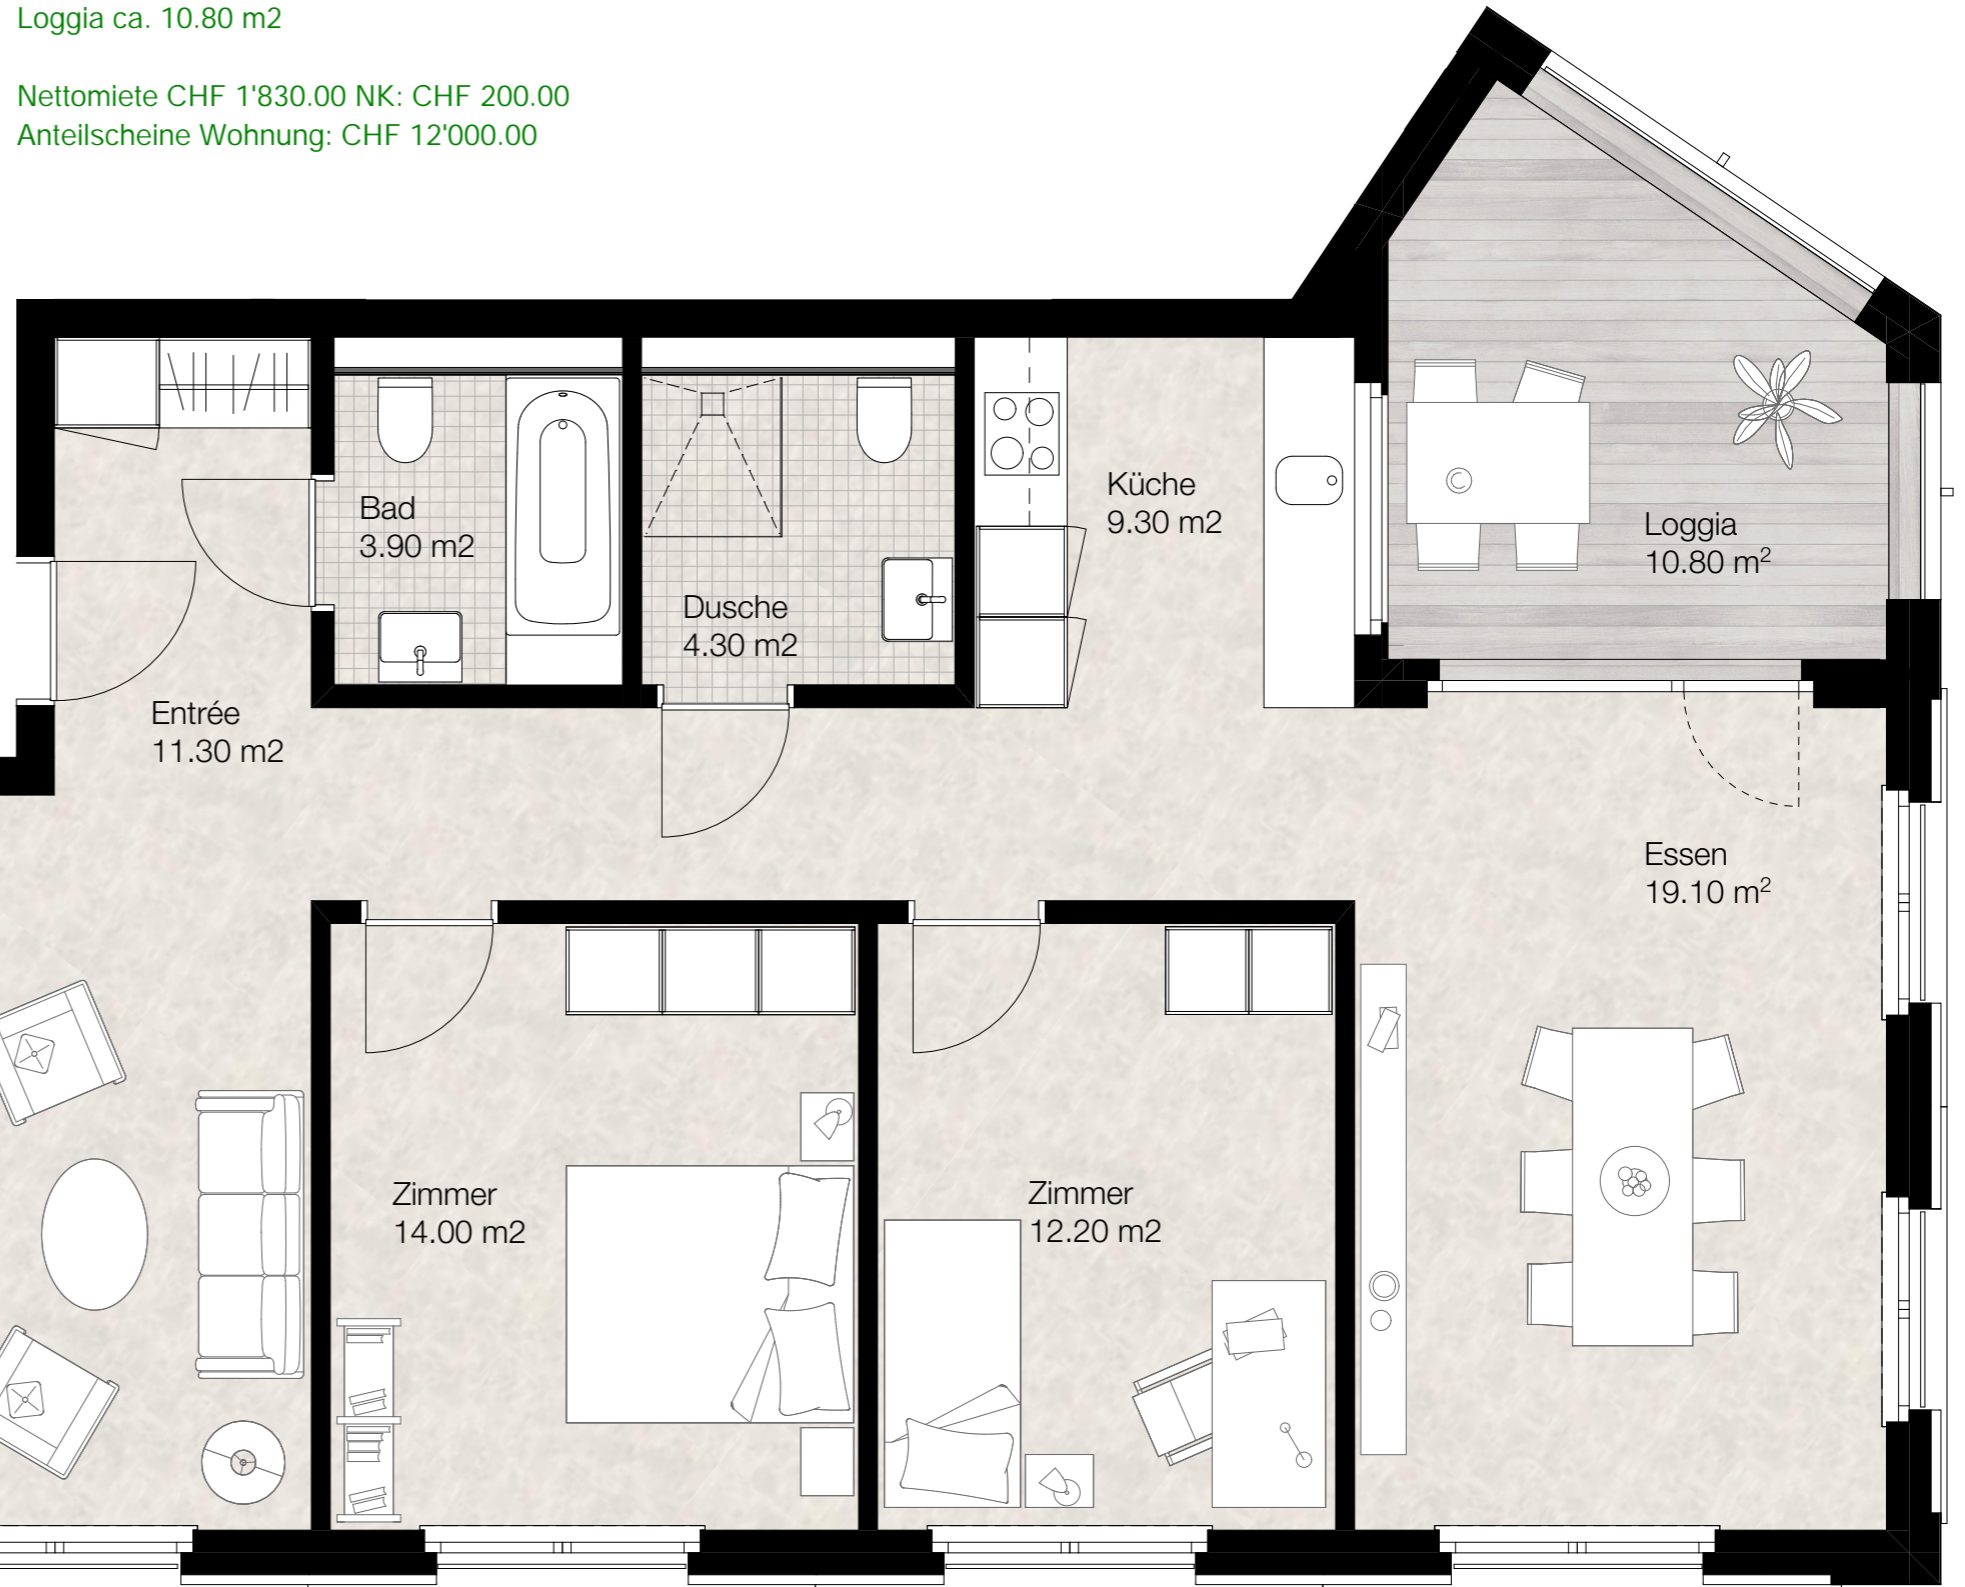 Loggia ca. 10.80 m2
Nettomiete CHF 1'830.00 NK: CHF 200.00
Anteilscheine Wohnung: CHF 12'000.00
Bad
3.90 m2
Dusche
4.30 m2
Küche
9.30 m2
Loggia
10.80 m²
Entrée
11.30 m2
Essen
19.10 m²
Zimmer
14.00 m2
Zimmer
12.20 m2